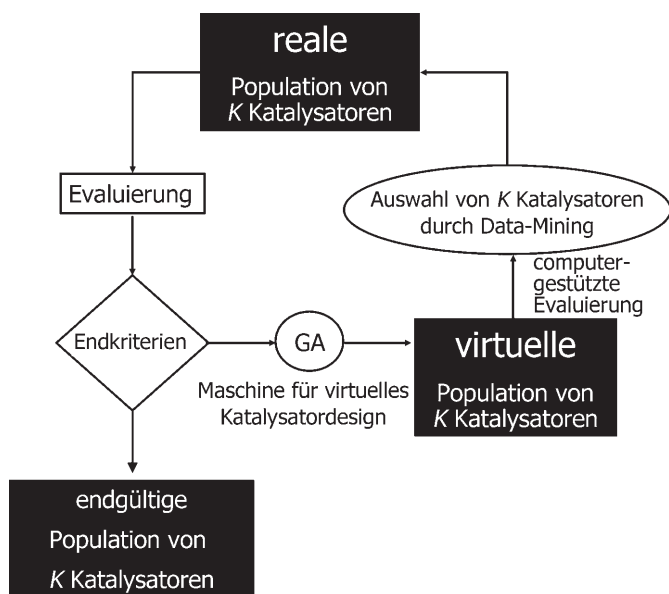 reale
Population von
K Katalysatoren
Evaluierung
Auswahl von K Katalysatoren
durch Data-Mining
computer-
gestützte
Evaluierung
Endkriterien
GA
virtuelle
Population von
K Katalysatoren
Maschine für virtuelles
Katalysatordesign
endgültige
Population von
K Katalysatoren